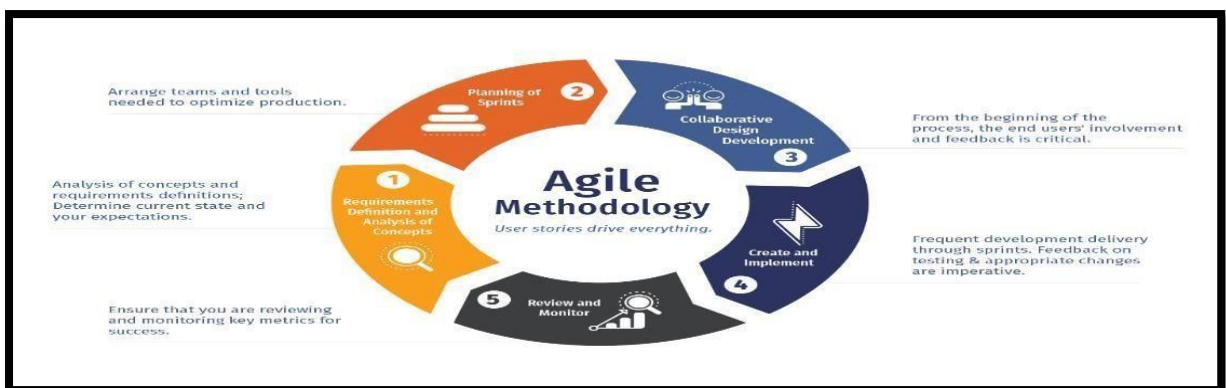 Agile
Methodology
User stories drive everything.
1
Requirements
Definition and
Analysis of
Concepts
Analysis of concepts and
requirements definitions;
Determine current state and
your expectations.
2
Planning of
Sprints
Arrange teams and tools
needed to optimize production.
Collaborative
Design
Development
3
From the beginning of the
process, the end users' involvement
and feedback is critical.
Create and
Implement
4
Frequent development delivery
through sprints. Feedback on
testing & appropriate changes
are imperative.
5
Review and
Monitor
Ensure that you are reviewing
and monitoring key metrics for
success.